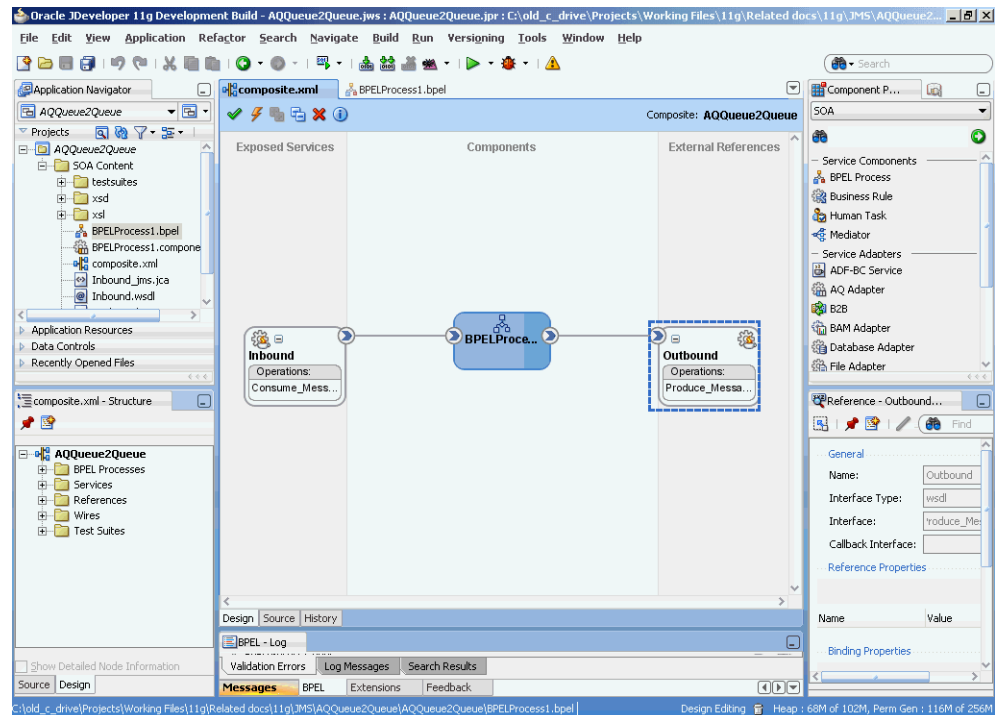 Oracle JDeveloper 11g Development Build - AQQueue2Queue.jws : AQQueue2Queue.jpr : C:\old_c_drive\Projects\Working Files\11g\Related docs\11g\JMS\AQQueue2...
File Edit View Application Refactor Search Navigate Build Run Versioning Tools Window Help
Search
Application Navigator
AQQueue2Queue
Projects
AQQueue2Queue
SOA Content
testsuites
xsd
xsl
BPELProcess1.bpel
BPELProcess1.compone
composite.xml
Inbound_jms.jca
Inbound.wsdl
Application Resources
Data Controls
Recently Opened Files
composite.xml - Structure
AQQueue2Queue
BPEL Processes
Services
References
Wires
Test Suites
Show Detailed Node Information
Source Design
composite.xml BPELProcess1.bpel
Composite: AQQueue2Queue
Exposed Services Components External References
Inbound
Operations:
Consume_Mess...
BPELProce...
Outbound
Operations:
Produce_Messa...
Design Source History
BPEL - Log
Validation Errors Log Messages Search Results
Messages BPEL Extensions Feedback
Component P...
SOA
Service Components
BPEL Process
Business Rule
Human Task
Mediator
Service Adapters
ADF-BC Service
AQ Adapter
B2B
BAM Adapter
Database Adapter
File Adapter
Reference - Outbound...
Find
General
Name: Outbound
Interface Type: wsdl
Interface: roduce_Mes
Callback Interface:
Reference Properties
Name Value
Binding Properties
C:\old_c_drive\Projects\Working Files\11g\Related docs\11g\JMS\AQQueue2Queue\AQQueue2Queue\BPELProcess1.bpel Design Editing Heap : 68M of 102M, Perm Gen : 116M of 256M